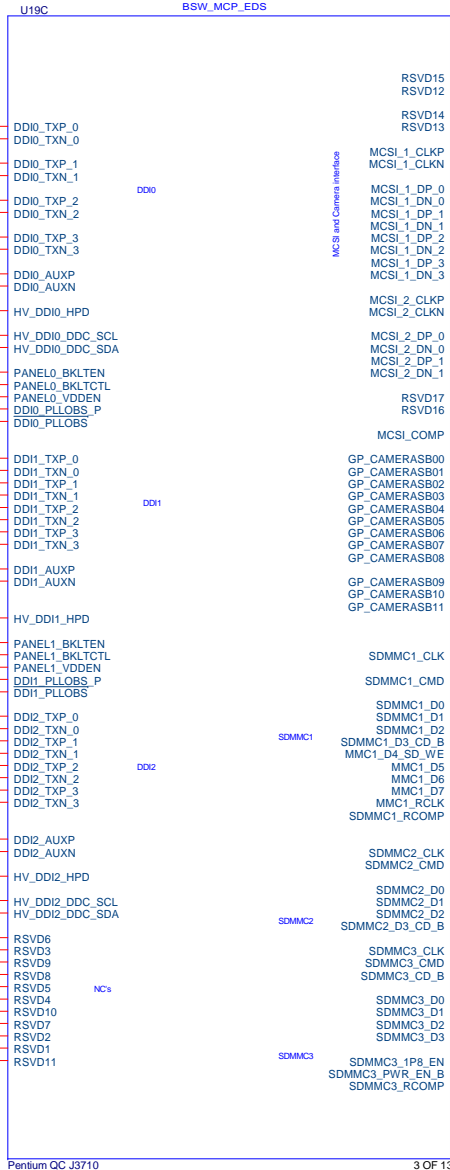 U19C
BSW_MCP_EDS
DDI0_TXP_0
DDI0_TXN_0
DDI0_TXP_1
DDI0_TXN_1
DDI0_TXP_2
DDI0_TXN_2
DDI0_TXP_3
DDI0_TXN_3
DDI0_AUXP
DDI0_AUXN
HV_DDI0_HPD
HV_DDI0_DDC_SCL
HV_DDI0_DDC_SDA
PANEL0_BKLTEN
PANEL0_BKLTCTL
PANEL0_VDDEN
DDI0_PLLOBS_P
DDI0_PLLOBS
DDI1_TXP_0
DDI1_TXN_0
DDI1_TXP_1
DDI1_TXN_1
DDI1_TXP_2
DDI1_TXN_2
DDI1_TXP_3
DDI1_TXN_3
DDI1_AUXP
DDI1_AUXN
HV_DDI1_HPD
PANEL1_BKLTEN
PANEL1_BKLTCTL
PANEL1_VDDEN
DDI1_PLLOBS_P
DDI1_PLLOBS
DDI2_TXP_0
DDI2_TXN_0
DDI2_TXP_1
DDI2_TXN_1
DDI2_TXP_2
DDI2_TXN_2
DDI2_TXP_3
DDI2_TXN_3
DDI2_AUXP
DDI2_AUXN
HV_DDI2_HPD
HV_DDI2_DDC_SCL
HV_DDI2_DDC_SDA
RSVD6
RSVD3
RSVD9
RSVD8
RSVD5
RSVD4
RSVD10
RSVD7
RSVD2
RSVD1
RSVD11
DDI0
DDI1
DDI2
NC's
MCSI and Camera interface
SDMMC1
SDMMC2
SDMMC3
RSVD15
RSVD12
RSVD14
RSVD13
MCSI_1_CLKP
MCSI_1_CLKN
MCSI_1_DP_0
MCSI_1_DN_0
MCSI_1_DP_1
MCSI_1_DN_1
MCSI_1_DP_2
MCSI_1_DN_2
MCSI_1_DP_3
MCSI_1_DN_3
MCSI_2_CLKP
MCSI_2_CLKN
MCSI_2_DP_0
MCSI_2_DN_0
MCSI_2_DP_1
MCSI_2_DN_1
RSVD17
RSVD16
MCSI_COMP
GP_CAMERASB00
GP_CAMERASB01
GP_CAMERASB02
GP_CAMERASB03
GP_CAMERASB04
GP_CAMERASB05
GP_CAMERASB06
GP_CAMERASB07
GP_CAMERASB08
GP_CAMERASB09
GP_CAMERASB10
GP_CAMERASB11
SDMMC1_CLK
SDMMC1_CMD
SDMMC1_D0
SDMMC1_D1
SDMMC1_D2
SDMMC1_D3_CD_B
MMC1_D4_SD_WE
MMC1_D5
MMC1_D6
MMC1_D7
MMC1_RCLK
SDMMC1_RCOMP
SDMMC2_CLK
SDMMC2_CMD
SDMMC2_D0
SDMMC2_D1
SDMMC2_D2
SDMMC2_D3_CD_B
SDMMC3_CLK
SDMMC3_CMD
SDMMC3_CD_B
SDMMC3_D0
SDMMC3_D1
SDMMC3_D2
SDMMC3_D3
SDMMC3_1P8_EN
SDMMC3_PWR_EN_B
SDMMC3_RCOMP
Pentium QC J3710
3 OF 13